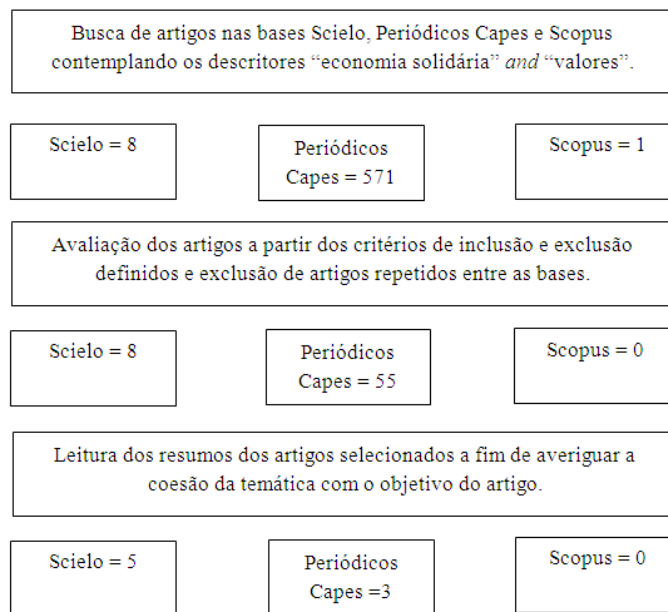 Busca de artigos nas bases Scielo, Periódicos Capes e Scopus
contemplando os descritores “economia solidária” and “valores”.
Scielo = 8
Periódicos
Capes = 571
Scopus = 1
Avaliação dos artigos a partir dos critérios de inclusão e exclusão
definidos e exclusão de artigos repetidos entre as bases.
Scielo = 8
Periódicos
Capes = 55
Scopus = 0
Leitura dos resumos dos artigos selecionados a fim de averiguar a
coesão da temática com o objetivo do artigo.
Scielo = 5
Periódicos
Capes =3
Scopus = 0